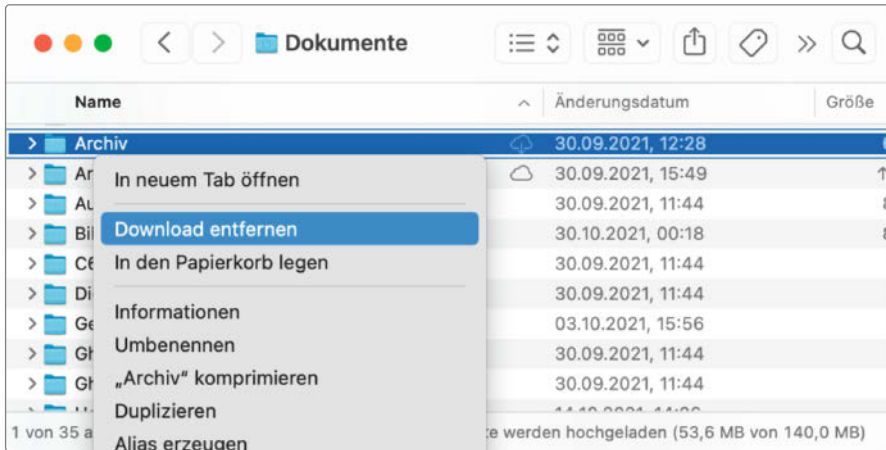 Dokumente
Name Änderungsdatum Größe
Archiv 30.09.2021, 12:28
In neuem Tab öffnen 30.09.2021, 15:49
30.09.2021, 11:44
Download entfernen 30.10.2021, 00:18
In den Papierkorb legen 30.09.2021, 11:44
30.09.2021, 11:44
Informationen 03.10.2021, 15:56
Umbenennen 30.09.2021, 11:44
„Archiv“ komprimieren 30.09.2021, 11:44
Duplizieren
1 von 35 werden hochgeladen (53,6 MB von 140,0 MB)
Alias erzeugen